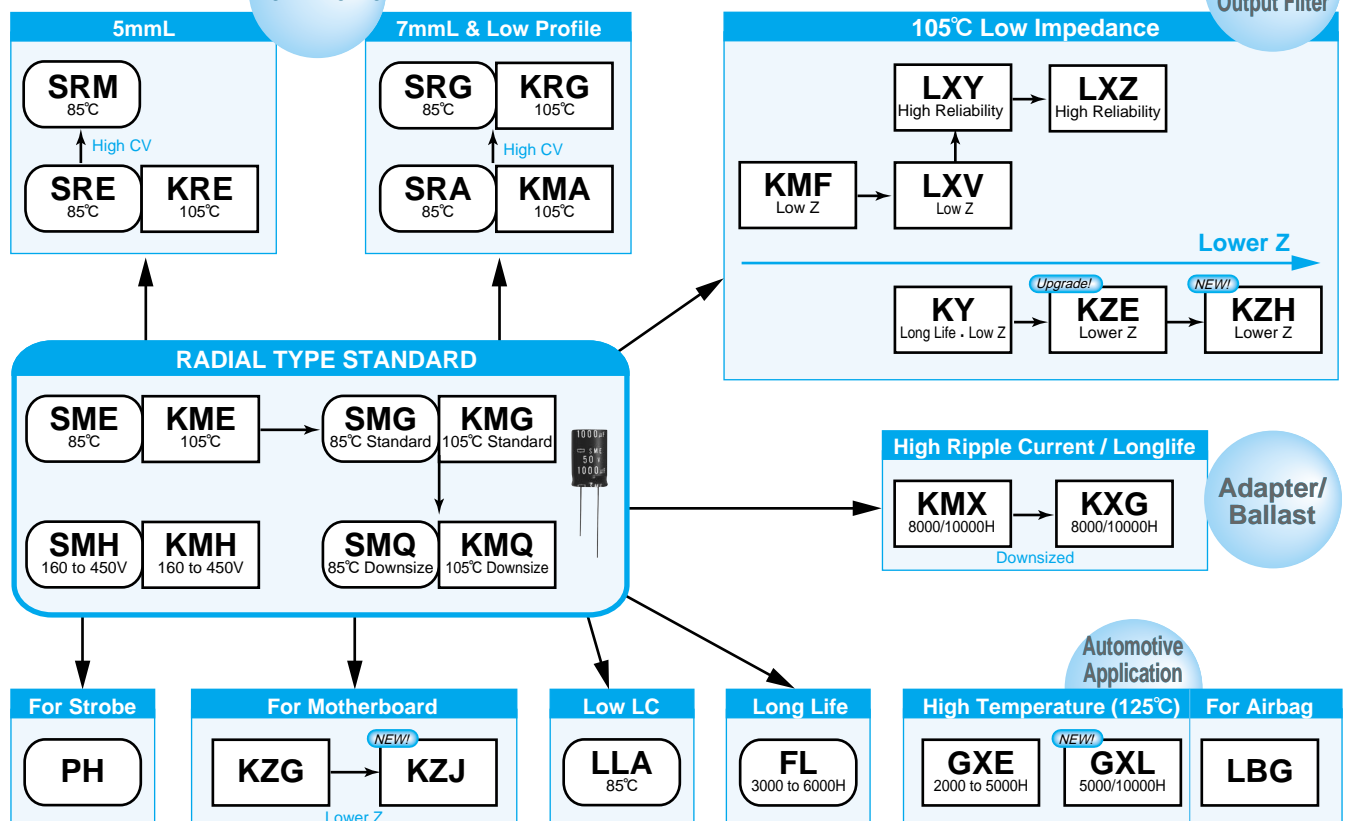 Output Filter
5mmL
SRM
85℃
High CV
SRE
85℃
KRE
105℃
7mmL & Low Profile
SRG
85℃
KRG
105℃
High CV
SRA
85℃
KMA
105℃
105℃ Low Impedance
LXY
High Reliability
LXZ
High Reliability
KMF
Low Z
LXV
Low Z
Lower Z
KY
Long Life . Low Z
Upgrade!
KZE
Lower Z
NEW!
KZH
Lower Z
RADIAL TYPE STANDARD
SME
85℃
KME
105℃
SMG
85℃ Standard
KMG
105℃ Standard
SMH
160 to 450V
KMH
160 to 450V
SMQ
85℃ Downsize
KMQ
105℃ Downsize
1000μF
SME
50 V
1000μF
High Ripple Current / Longlife
KMX
8000/10000H
KXG
8000/10000H
Downsized
Adapter/
Ballast
For Strobe
PH
For Motherboard
KZG
NEW!
KZJ
Lower Z
Low LC
LLA
85℃
Long Life
FL
3000 to 6000H
Automotive
Application
High Temperature (125℃)
GXE
2000 to 5000H
NEW!
GXL
5000/10000H
For Airbag
LBG